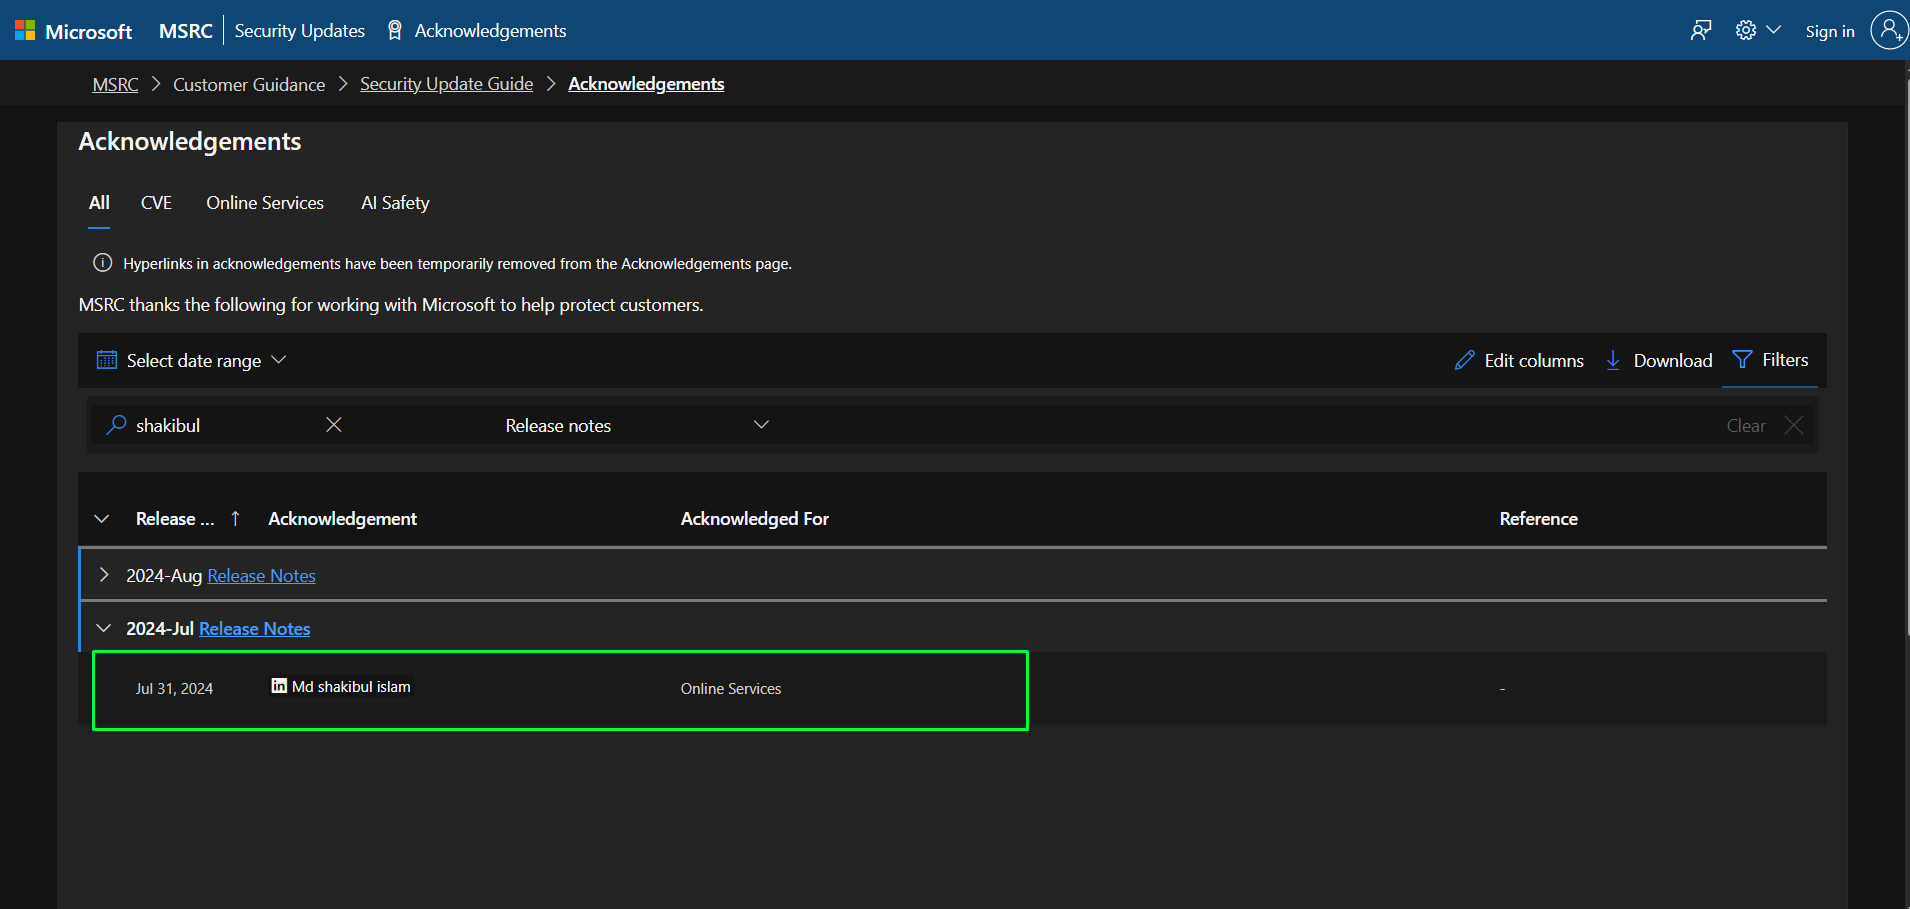 Microsoft MSRC Security Updates Acknowledgements Sign in
MSRC Customer Guidance Security Update Guide Acknowledgements
Acknowledgements
All CVE Online Services AI Safety
Hyperlinks in acknowledgements have been temporarily removed from the Acknowledgements page.
MSRC thanks the following for working with Microsoft to help protect customers.
Select date range Edit columns Download Filters
shakibul Release notes Clear
Release ... Acknowledgement Acknowledged For Reference
2024-Aug Release Notes
2024-Jul Release Notes
Jul 31, 2024 in Md shakibul islam Online Services -